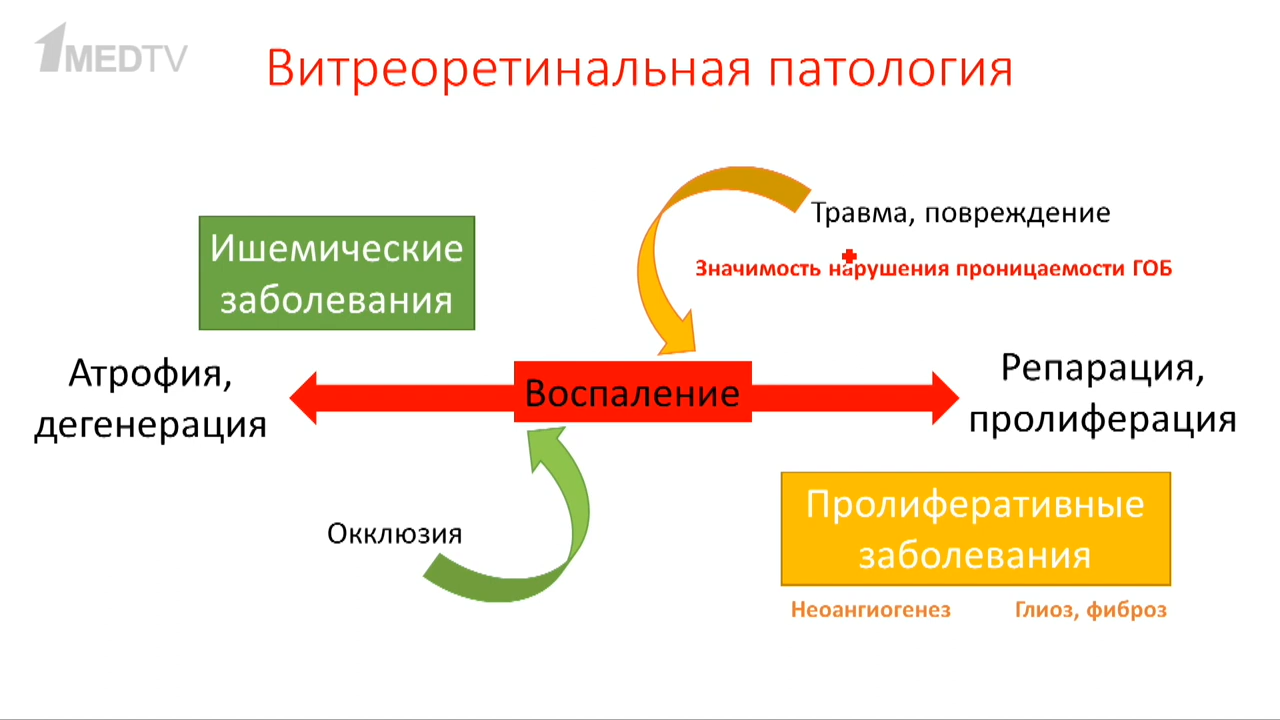 1MEDTV
Витреоретинальная патология
Травма, повреждение
Значимость нарушения проницаемости ГОБ
Ишемические
заболевания
Атрофия,
дегенерация
Воспаление
Репарация,
пролиферация
Окклюзия
Пролиферативные
заболевания
Неоангиогенез
Глиоз, фиброз